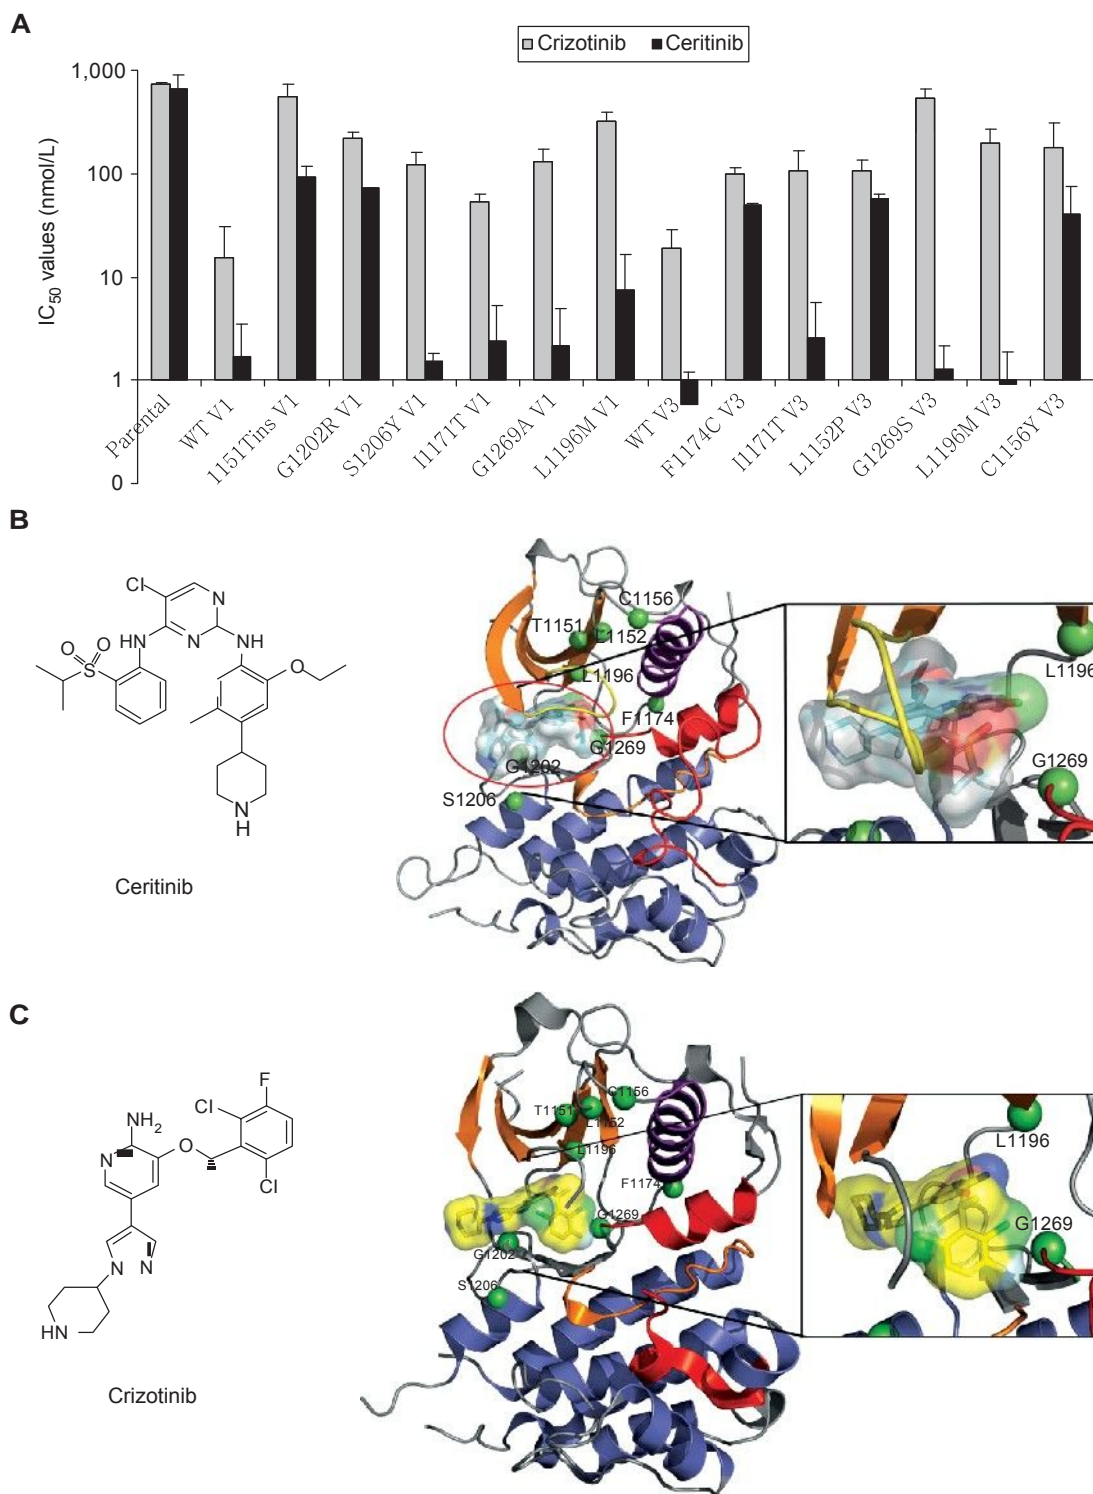 A
Crizotinib Ceritinib
IC50 values (nmol/L)
1,000
100
10
1
0
Parental
WT V1
1151Tins V1
G1202R V1
S1206Y V1
I1171T V1
G1269A V1
L1196M V1
WT V3
F1174C V3
I1171T V3
L1152P V3
G1269S V3
L1196M V3
C1156Y V3
B
Cl
N
N
NH
NH
O
O
S
O
N
H
Ceritinib
C1156
T1151
L1152
L1196
F1174
G1269
G1202
S1206
L1196
G1269
C
F
Cl
NH2
O
N
Cl
N
N
HN
Crizotinib
C1156
T1151
L1152
L1196
F1174
G1269
G1202
S1206
L1196
G1269